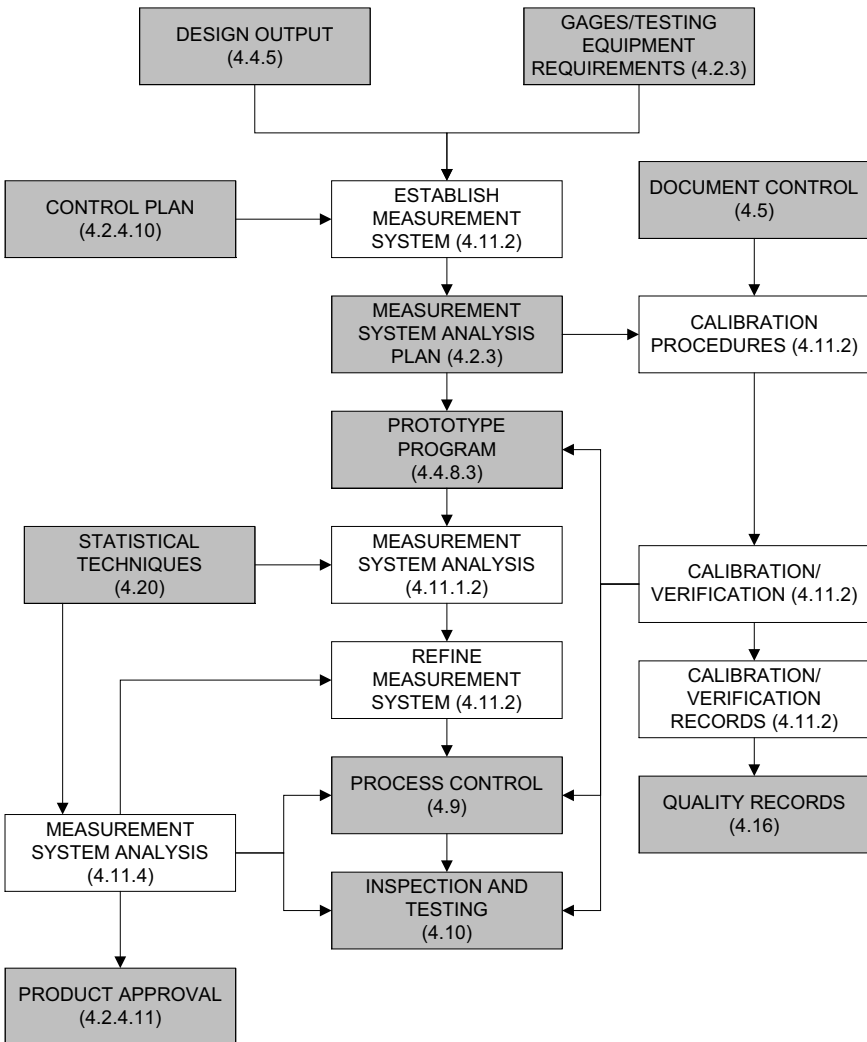 DESIGN OUTPUT
(4.4.5)
GAGES/TESTING
EQUIPMENT
REQUIREMENTS (4.2.3)
CONTROL PLAN
(4.2.4.10)
ESTABLISH
MEASUREMENT
SYSTEM (4.11.2)
DOCUMENT CONTROL
(4.5)
MEASUREMENT
SYSTEM ANALYSIS
PLAN (4.2.3)
CALIBRATION
PROCEDURES (4.11.2)
PROTOTYPE
PROGRAM
(4.4.8.3)
STATISTICAL
TECHNIQUES
(4.20)
MEASUREMENT
SYSTEM ANALYSIS
(4.11.1.2)
CALIBRATION/
VERIFICATION (4.11.2)
REFINE
MEASUREMENT
SYSTEM (4.11.2)
CALIBRATION/
VERIFICATION
RECORDS (4.11.2)
PROCESS CONTROL
(4.9)
QUALITY RECORDS
(4.16)
MEASUREMENT
SYSTEM ANALYSIS
(4.11.4)
INSPECTION AND
TESTING
(4.10)
PRODUCT APPROVAL
(4.2.4.11)